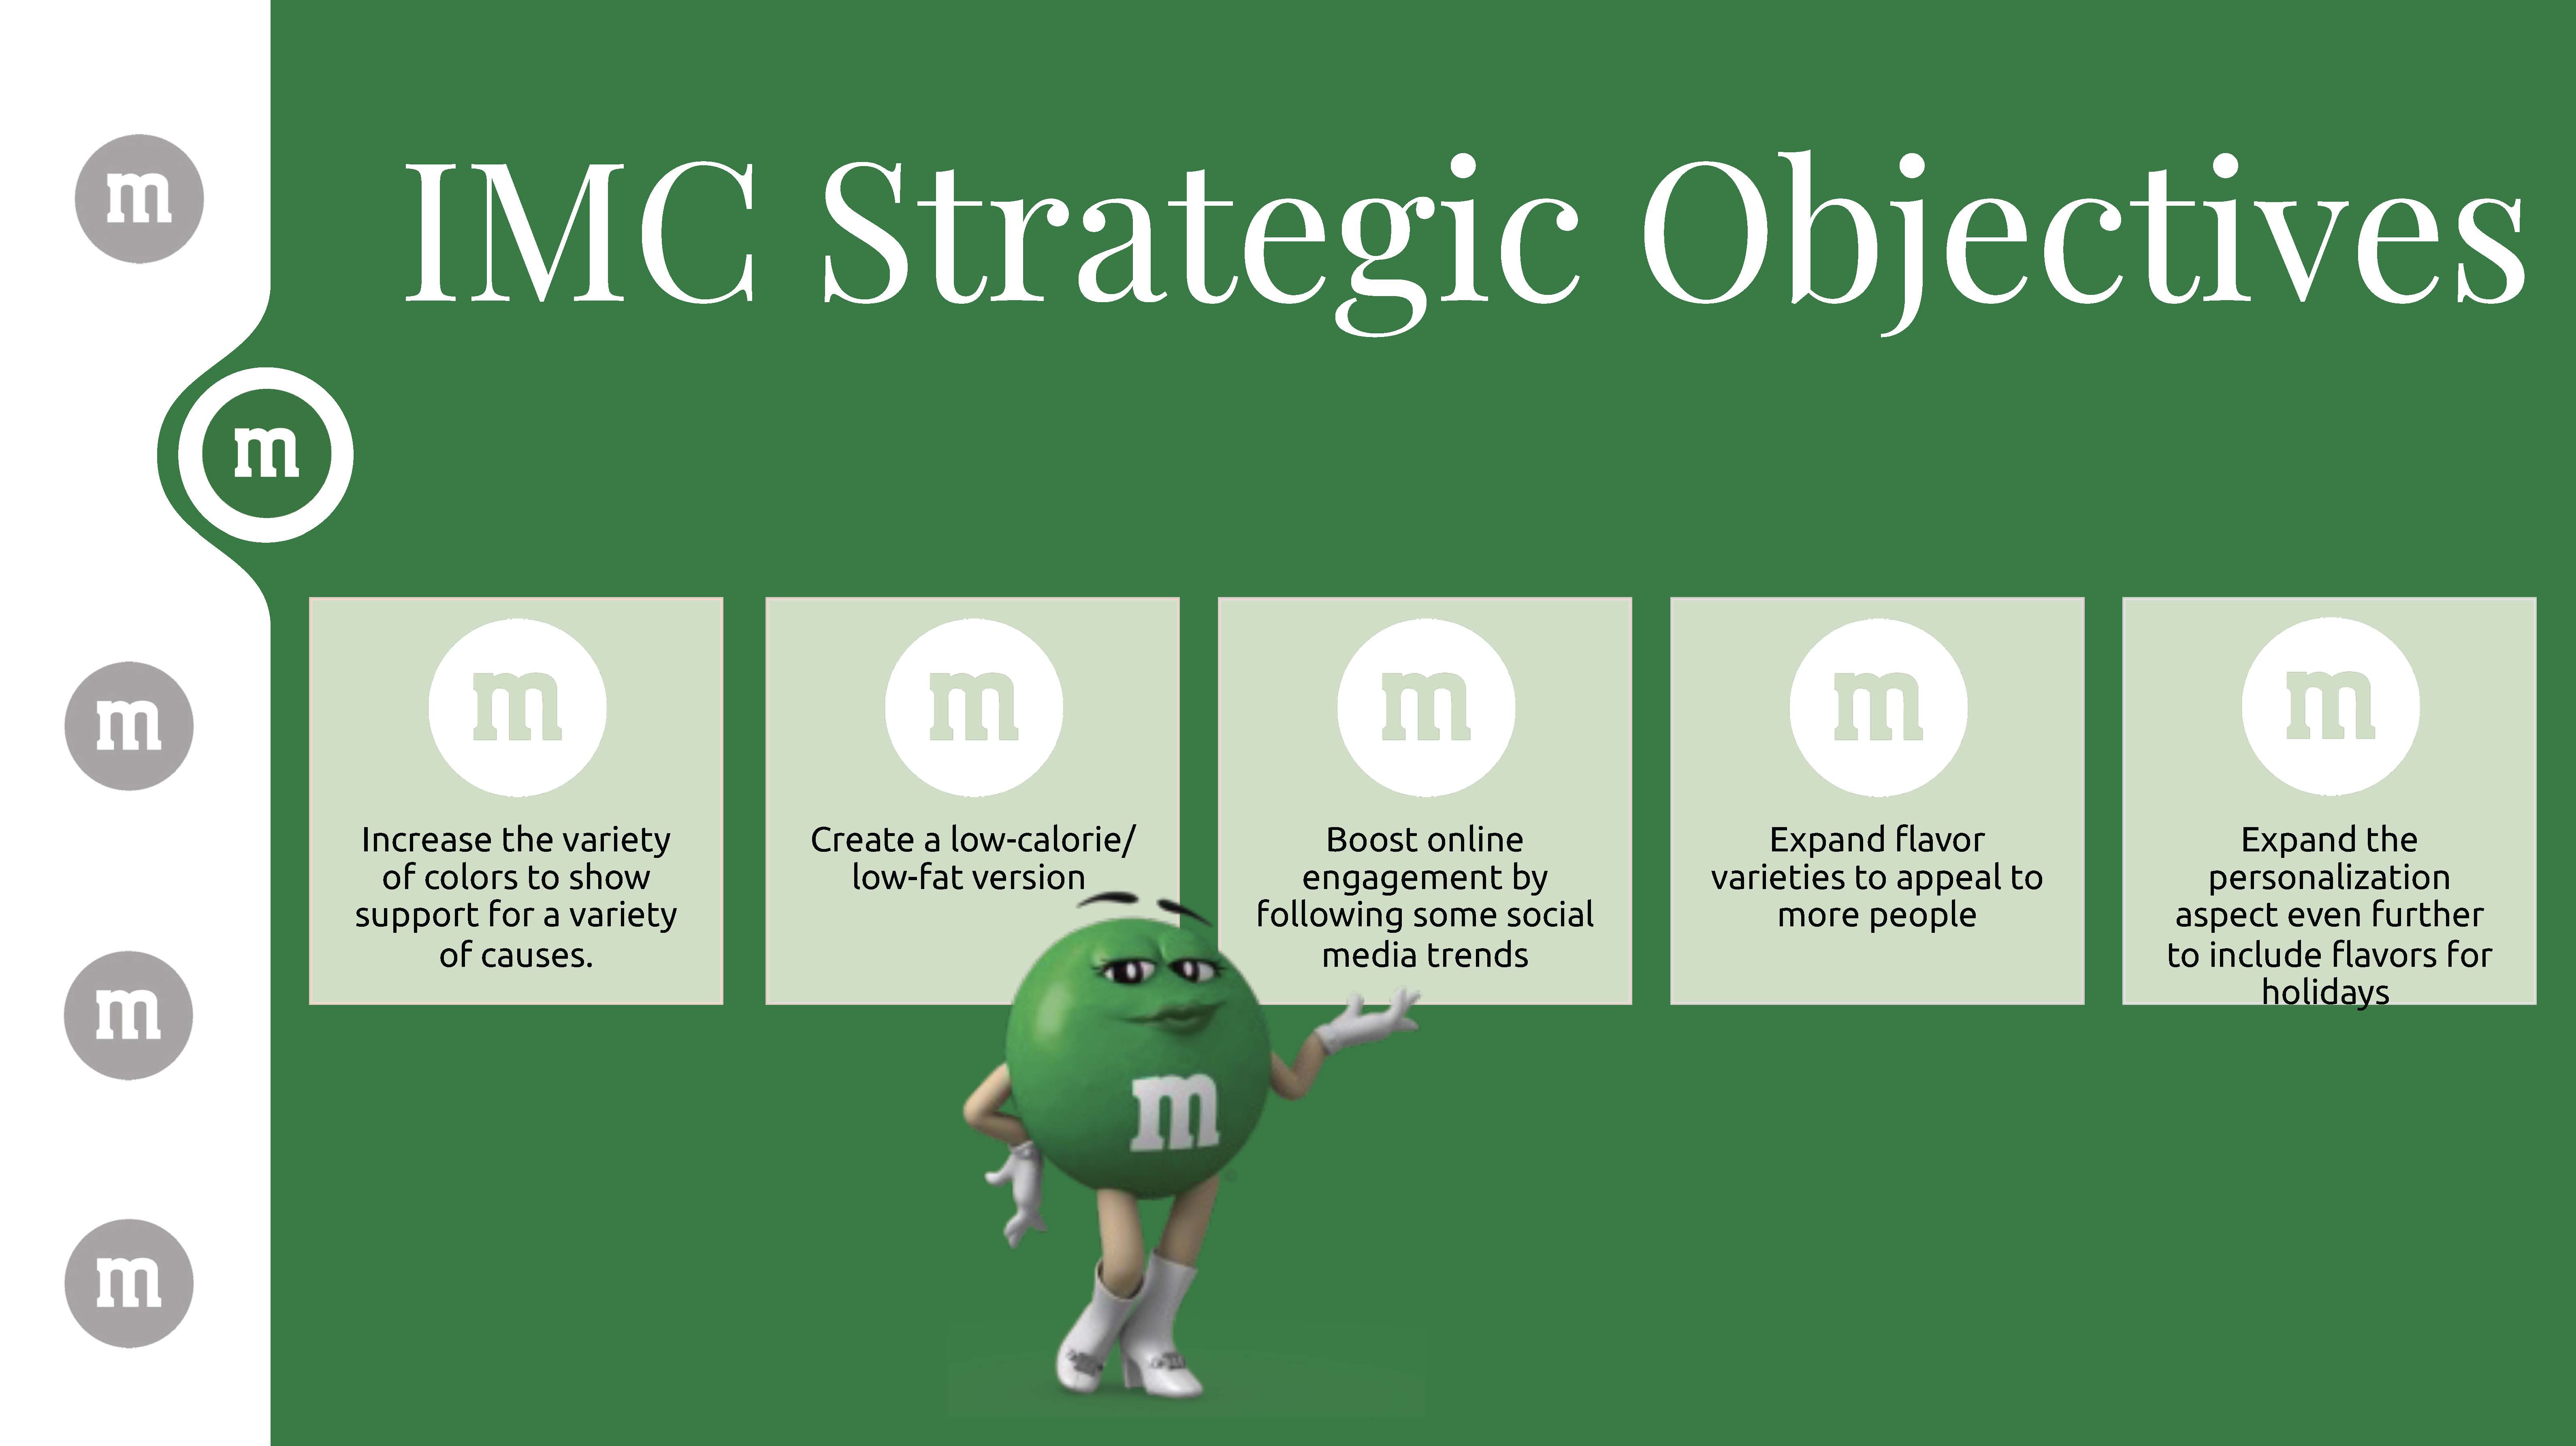 IMC Strategic Objectives
m
m
m
m
m
m
Increase the variety
of colors to show
support for a variety
of causes.
m
Create a low-calorie/
low-fat version
m
Boost online
engagement by
following some social
media trends
m
Expand flavor
varieties to appeal to
more people
m
Expand the
personalization
aspect even further
to include flavors for
holidays
m